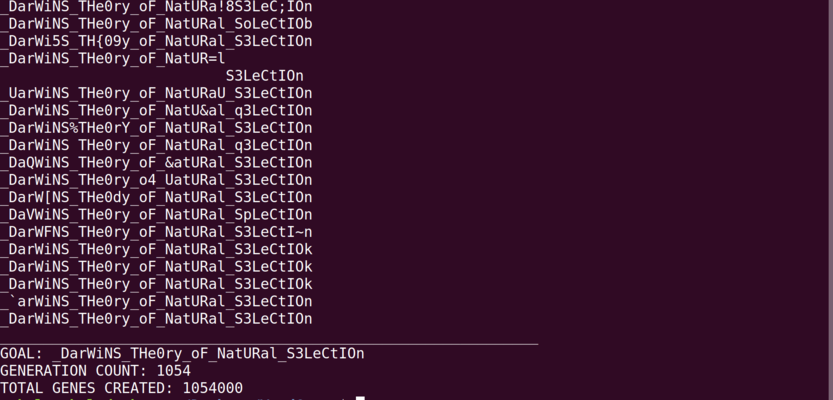 _DarWiNS_THe0ry_oF_NatURa!8S3LeC;IOn
_DarWiNS_THe0ry_oF_NatURal_SoLeCtIOb
_DarWi5S_TH{09y_oF_NatURal_S3LeCtIOn
_DarWiNS_THe0ry_oF_NatUR=l
S3LeCtIOn
_UarWiNS_THe0ry_oF_NatURaU_S3LeCtIOn
_DarWiNS_THe0ry_oF_NatU&al_q3LeCtIOn
_DarWiNS%THe0rY_oF_NatURal_S3LeCtIOn
_DarWiNS_THe0ry_oF_NatURal_q3LeCtIOn
_DaQWiNS_THe0ry_oF_&atURal_S3LeCtIOn
_DarWiNS_THe0ry_o4_UatURal_S3LeCtIOn
_DarW[NS_THe0dy_oF_NatURal_S3LeCtIOn
_DaVWiNS_THe0ry_oF_NatURal_SpLeCtIOn
_DarWFNS_THe0ry_oF_NatURal_S3LeCtI~n
_DarWiNS_THe0ry_oF_NatURal_S3LeCtIOk
_DarWiNS_THe0ry_oF_NatURal_S3LeCtIOk
_DarWiNS_THe0ry_oF_NatURal_S3LeCtIOk
_`arWiNS_THe0ry_oF_NatURal_S3LeCtIOn
_DarWiNS_THe0ry_oF_NatURal_S3LeCtIOn
GOAL: _DarWiNS_THe0ry_oF_NatURal_S3LeCtIOn
GENERATION COUNT: 1054
TOTAL GENES CREATED: 1054000